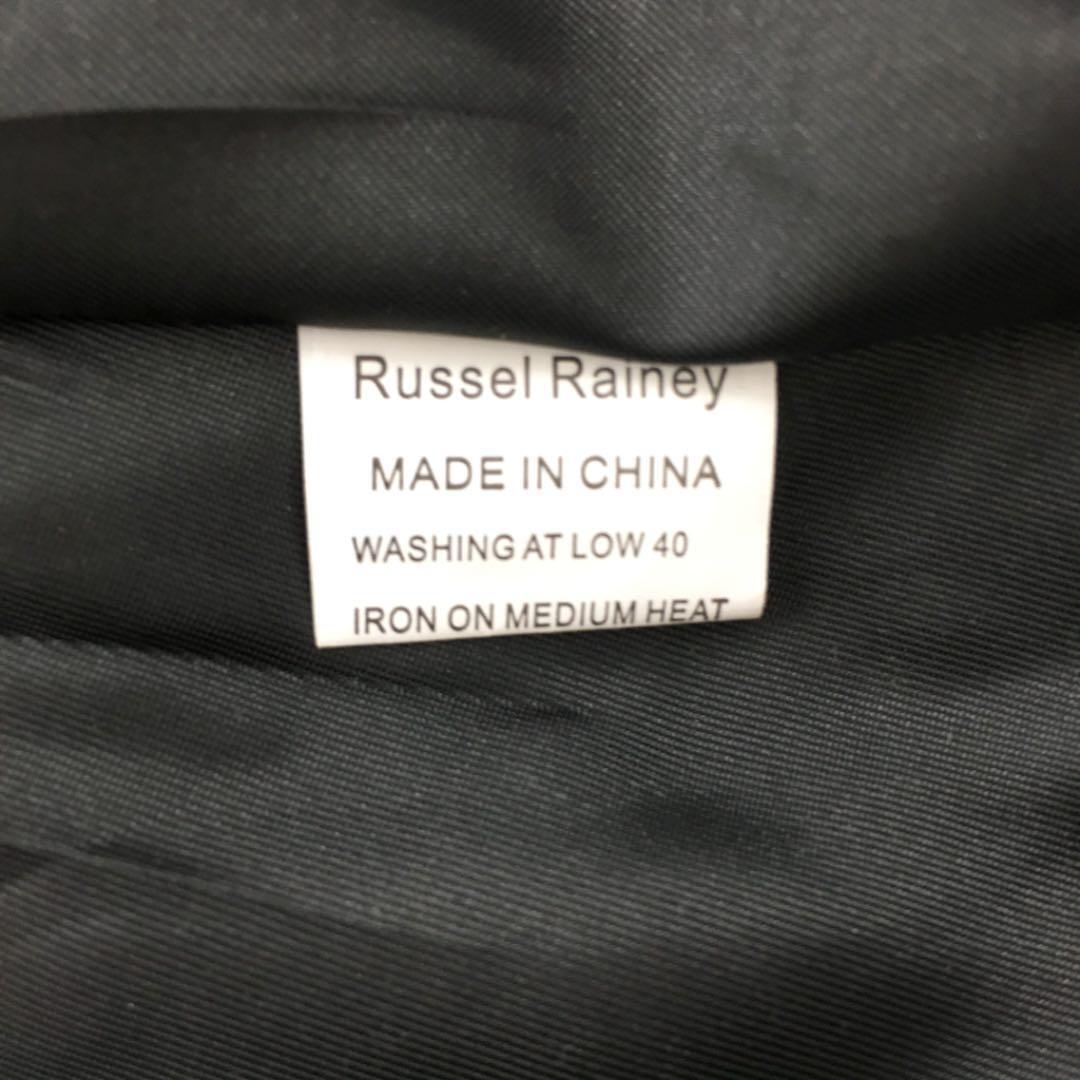 Russel Rainey
MADE IN CHINA
WASHING AT LOW 40
IRON ON MEDIUM HEAT